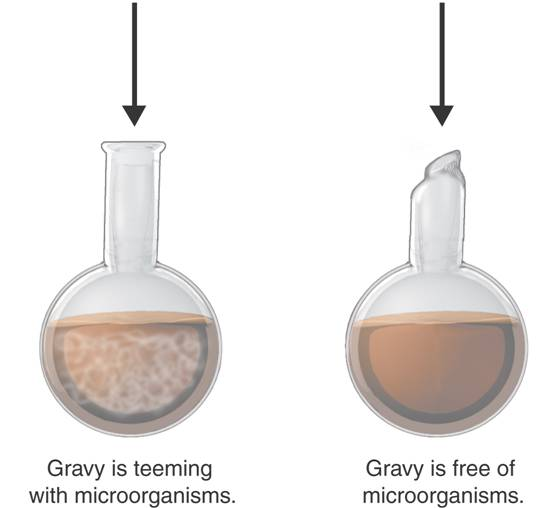 Gravy is teeming
with microorganisms.
Gravy is free of
microorganisms.